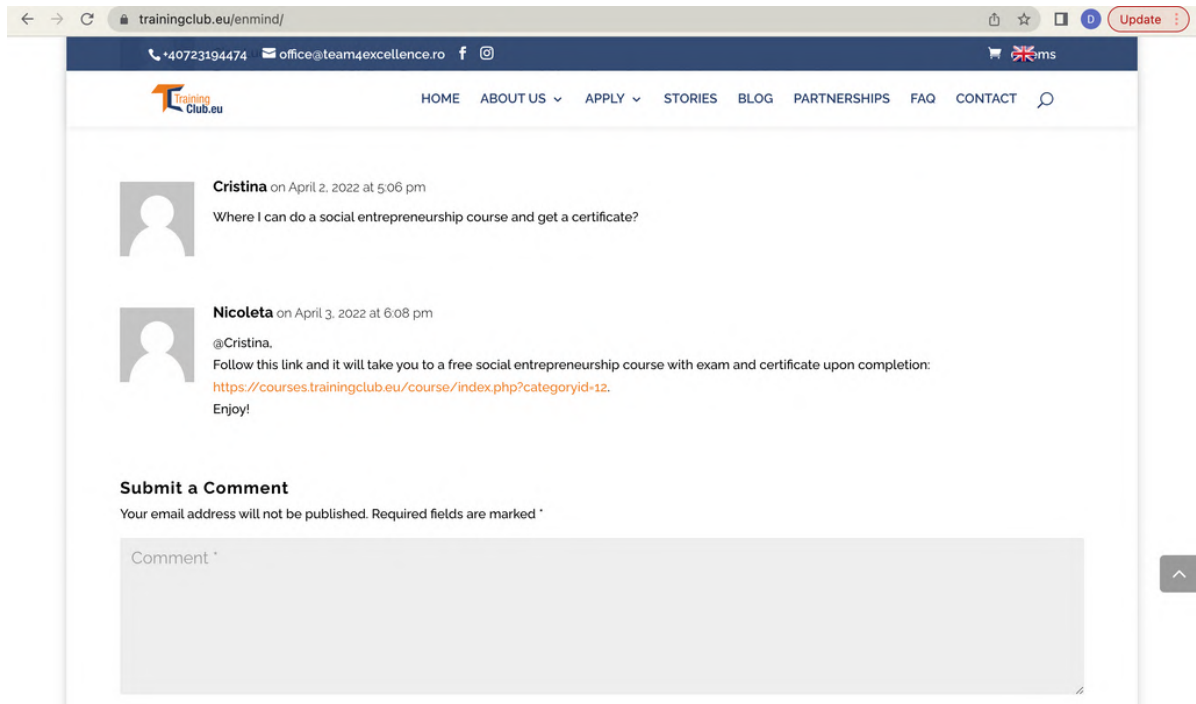 trainingclub.eu/enmind/
D
Update
+40723194474 office@team4excellence.ro
Training
Club.eu
HOME ABOUT US APPLY STORIES BLOG PARTNERSHIPS FAQ CONTACT
Cristina on April 2, 2022 at 5:06 pm
Where I can do a social entrepreneurship course and get a certificate?
Nicoleta on April 3, 2022 at 6:08 pm
@Cristina,
Follow this link and it will take you to a free social entrepreneurship course with exam and certificate upon completion:
https://courses.trainingclub.eu/course/index.php?categoryid=12.
Enjoy!
Submit a Comment
Your email address will not be published. Required fields are marked *
Comment *